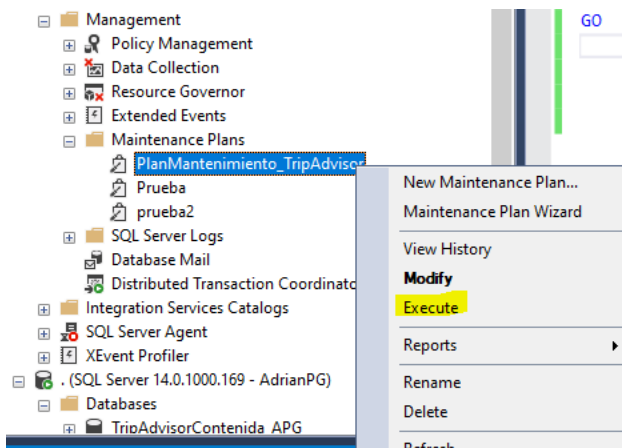 Management
GO
Policy Management
Data Collection
Resource Governor
Extended Events
Maintenance Plans
PlanMantenimiento_TripAdvisor
Prueba
prueba2
SQL Server Logs
Database Mail
Distributed Transaction Coordinato
Integration Services Catalogs
SQL Server Agent
XEvent Profiler
. (SQL Server 14.0.1000.169 - AdrianPG)
Databases
TripAdvisorContenida_APG
New Maintenance Plan...
Maintenance Plan Wizard
View History
Modify
Execute
Reports
Rename
Delete
Refresh